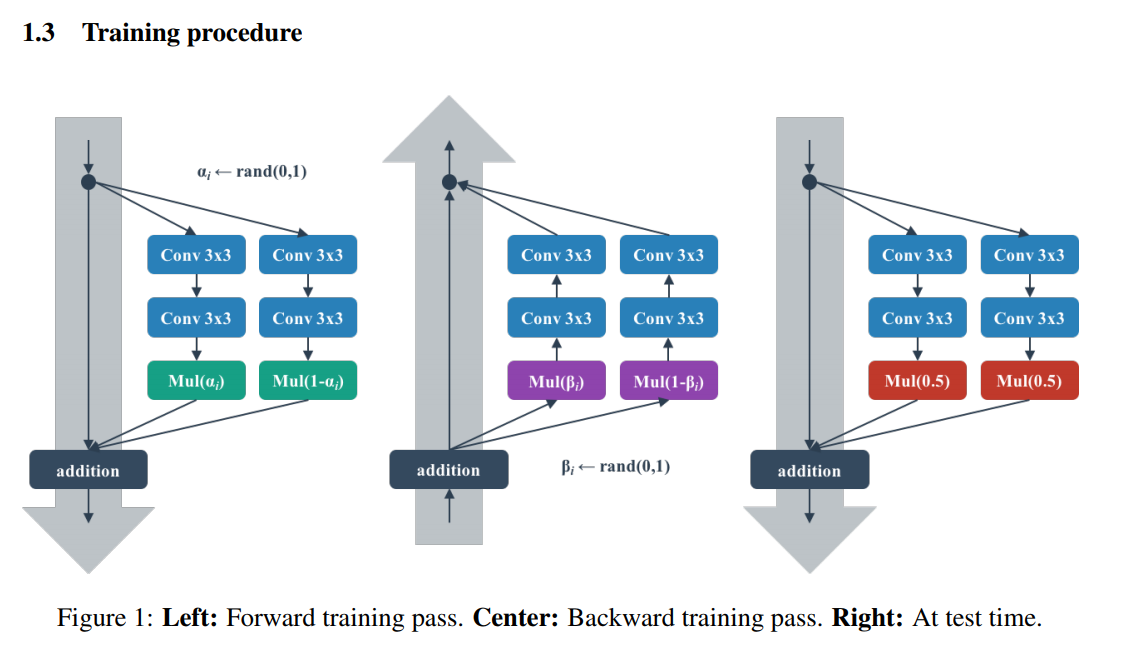 1.3 Training procedure
αᵢ ← rand(0,1)
Conv 3x3 Conv 3x3
Conv 3x3 Conv 3x3
Mul(αᵢ) Mul(1-αᵢ)
addition
Conv 3x3 Conv 3x3
Conv 3x3 Conv 3x3
Mul(βᵢ) Mul(1-βᵢ)
addition
βᵢ ← rand(0,1)
Conv 3x3 Conv 3x3
Conv 3x3 Conv 3x3
Mul(0.5) Mul(0.5)
addition
Figure 1: Left: Forward training pass. Center: Backward training pass. Right: At test time.